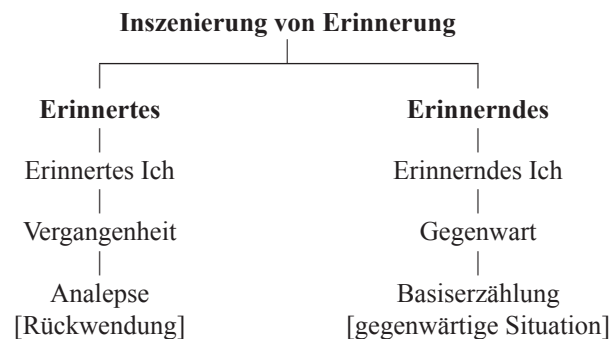 Inszenierung von Erinnerung
Erinnertes
Erinnerndes
Erinnertes Ich
Erinnerndes Ich
Vergangenheit
Gegenwart
Analepse
[Rückwendung]
Basiserzählung
[gegenwärtige Situation]